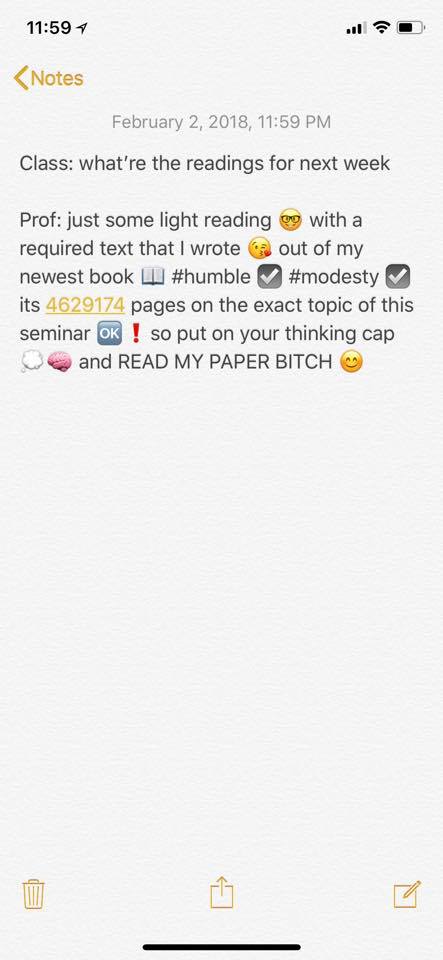 11:59
Notes
February 2, 2018, 11:59 PM
Class: what’re the readings for next week
Prof: just some light reading 🤓 with a
required text that I wrote 😘 out of my
newest book 📖 #humble ☑️ #modesty ☑️
its 4629174 pages on the exact topic of this
seminar 🆗❗ so put on your thinking cap
💭🧠 and READ MY PAPER BITCH 😊